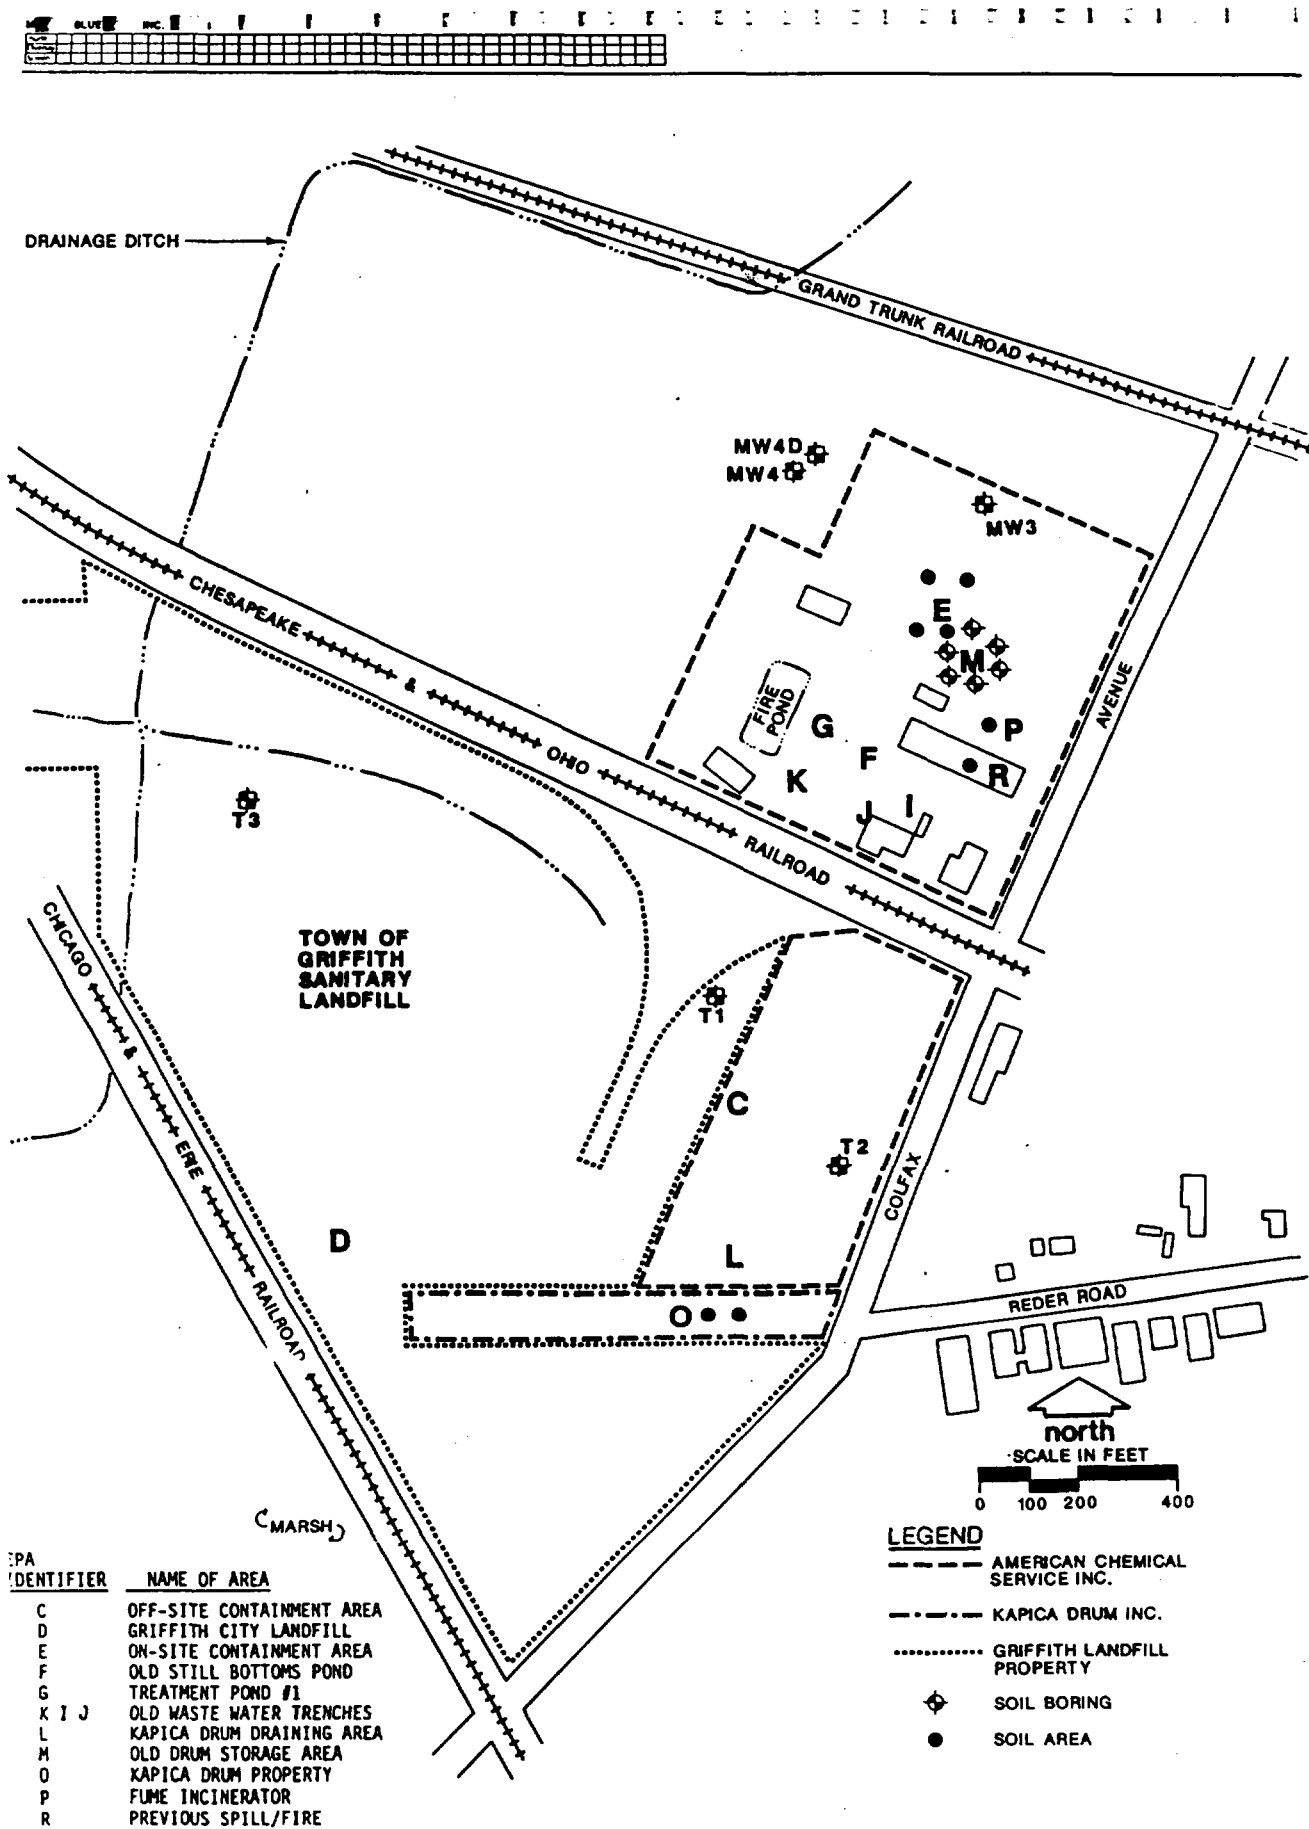 BLUE
INC.
DRAINAGE DITCH
GRAND TRUNK RAILROAD
MW4D
MW4
MW3
CHESAPEAKE & OHIO RAILROAD
E
M
AVENUE
FIRE
POND
G
P
F
R
K
J
I
T3
CHICAGO & ERIE RAILROAD
TOWN OF
GRIFFITH
SANITARY
LANDFILL
T1
C
T2
COLFAX
D
L
O
REDER ROAD
north
SCALE IN FEET
0 100 200 400
MARSH
LEGEND
AMERICAN CHEMICAL
SERVICE INC.
KAPICA DRUM INC.
GRIFFITH LANDFILL
PROPERTY
SOIL BORING
SOIL AREA
EPA
IDENTIFIER NAME OF AREA
C OFF-SITE CONTAINMENT AREA
D GRIFFITH CITY LANDFILL
E ON-SITE CONTAINMENT AREA
F OLD STILL BOTTOMS POND
G TREATMENT POND #1
K I J OLD WASTE WATER TRENCHES
L KAPICA DRUM DRAINING AREA
M OLD DRUM STORAGE AREA
O KAPICA DRUM PROPERTY
P FUME INCINERATOR
R PREVIOUS SPILL/FIRE